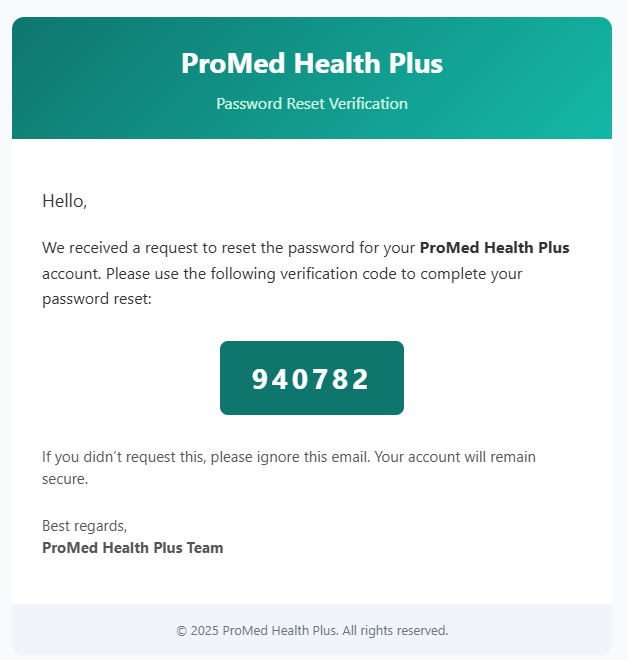 ProMed Health Plus
Password Reset Verification
Hello,
We received a request to reset the password for your ProMed Health Plus
account. Please use the following verification code to complete your
password reset:
940782
If you didn’t request this, please ignore this email. Your account will remain
secure.
Best regards,
ProMed Health Plus Team
© 2025 ProMed Health Plus. All rights reserved.